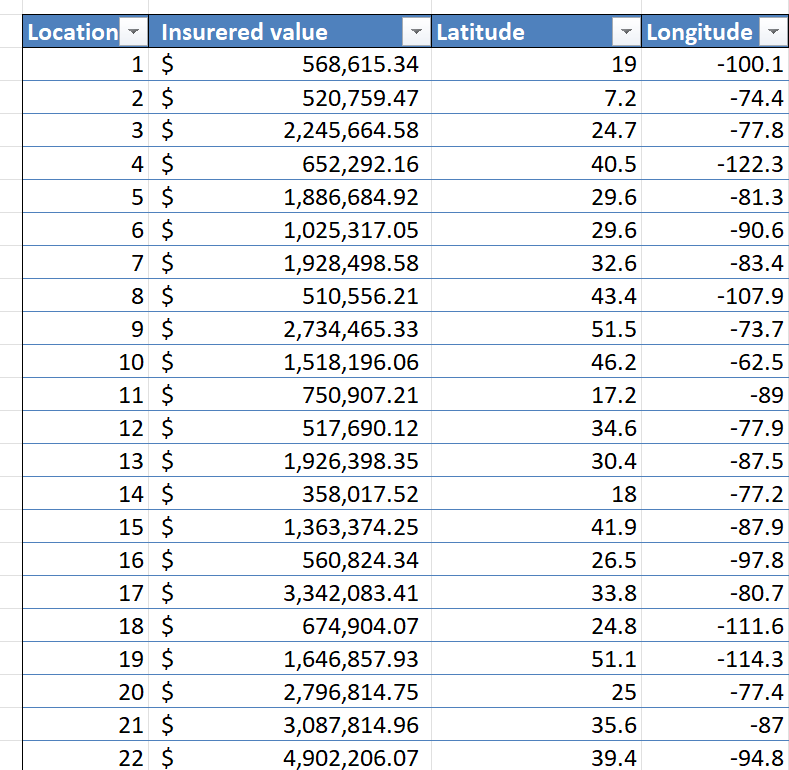 Location Insurered value Latitude Longitude
1 $ 568,615.34 19 -100.1
2 $ 520,759.47 7.2 -74.4
3 $ 2,245,664.58 24.7 -77.8
4 $ 652,292.16 40.5 -122.3
5 $ 1,886,684.92 29.6 -81.3
6 $ 1,025,317.05 29.6 -90.6
7 $ 1,928,498.58 32.6 -83.4
8 $ 510,556.21 43.4 -107.9
9 $ 2,734,465.33 51.5 -73.7
10 $ 1,518,196.06 46.2 -62.5
11 $ 750,907.21 17.2 -89
12 $ 517,690.12 34.6 -77.9
13 $ 1,926,398.35 30.4 -87.5
14 $ 358,017.52 18 -77.2
15 $ 1,363,374.25 41.9 -87.9
16 $ 560,824.34 26.5 -97.8
17 $ 3,342,083.41 33.8 -80.7
18 $ 674,904.07 24.8 -111.6
19 $ 1,646,857.93 51.1 -114.3
20 $ 2,796,814.75 25 -77.4
21 $ 3,087,814.96 35.6 -87
22 $ 4,902,206.07 39.4 -94.8